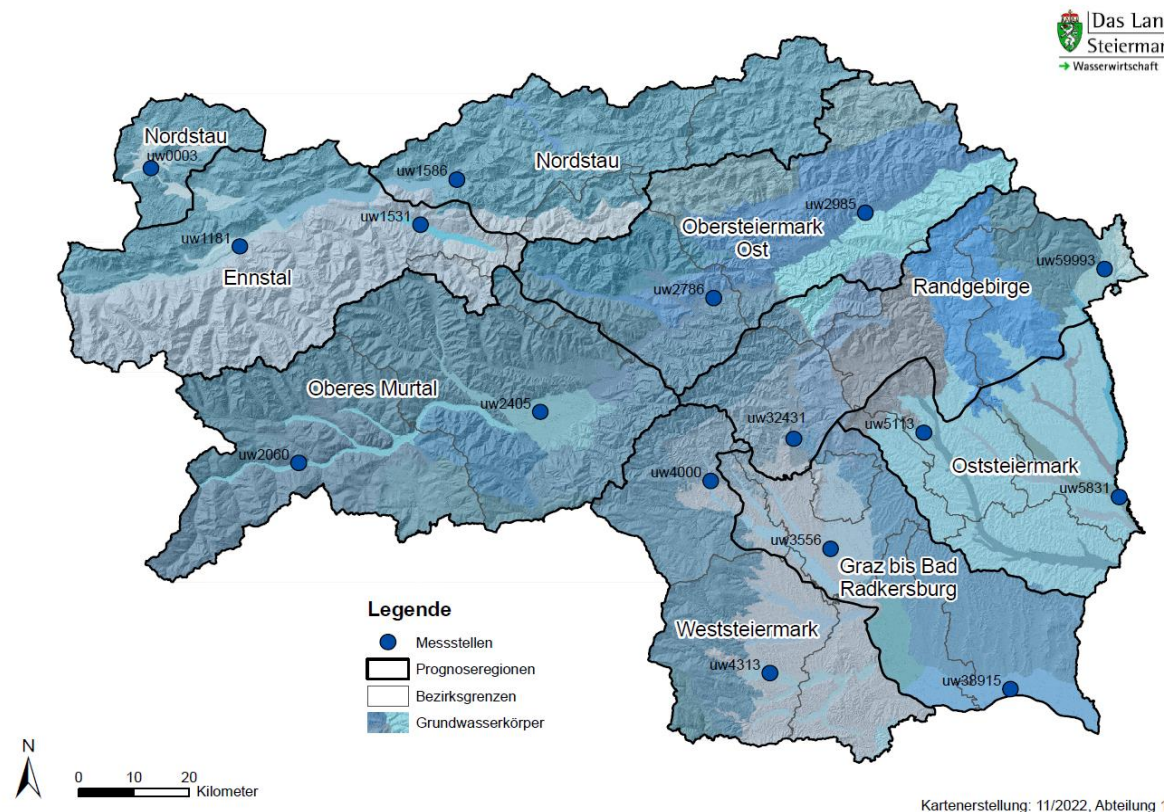 Das Lan
Steiermar
→ Wasserwirtschaft
Nordstau
uw0003
uw1586
Nordstau
uw1531
uw2985
uw1181
Obersteiermark
Ost
uw59993
Ennstal
uw2786
Randgebirge
Oberes Murtal
uw2405
uw32431
uw5113
uw2060
uw4000
Oststeiermark
uw5831
uw3556
Graz bis Bad
Radkersburg
Legende
Messstellen
Prognoseregionen
Bezirksgrenzen
Grundwasserkörper
Weststeiermark
uw4313
uw38915
N
0 10 20
Kilometer
Kartenerstellung: 11/2022, Abteilung 1